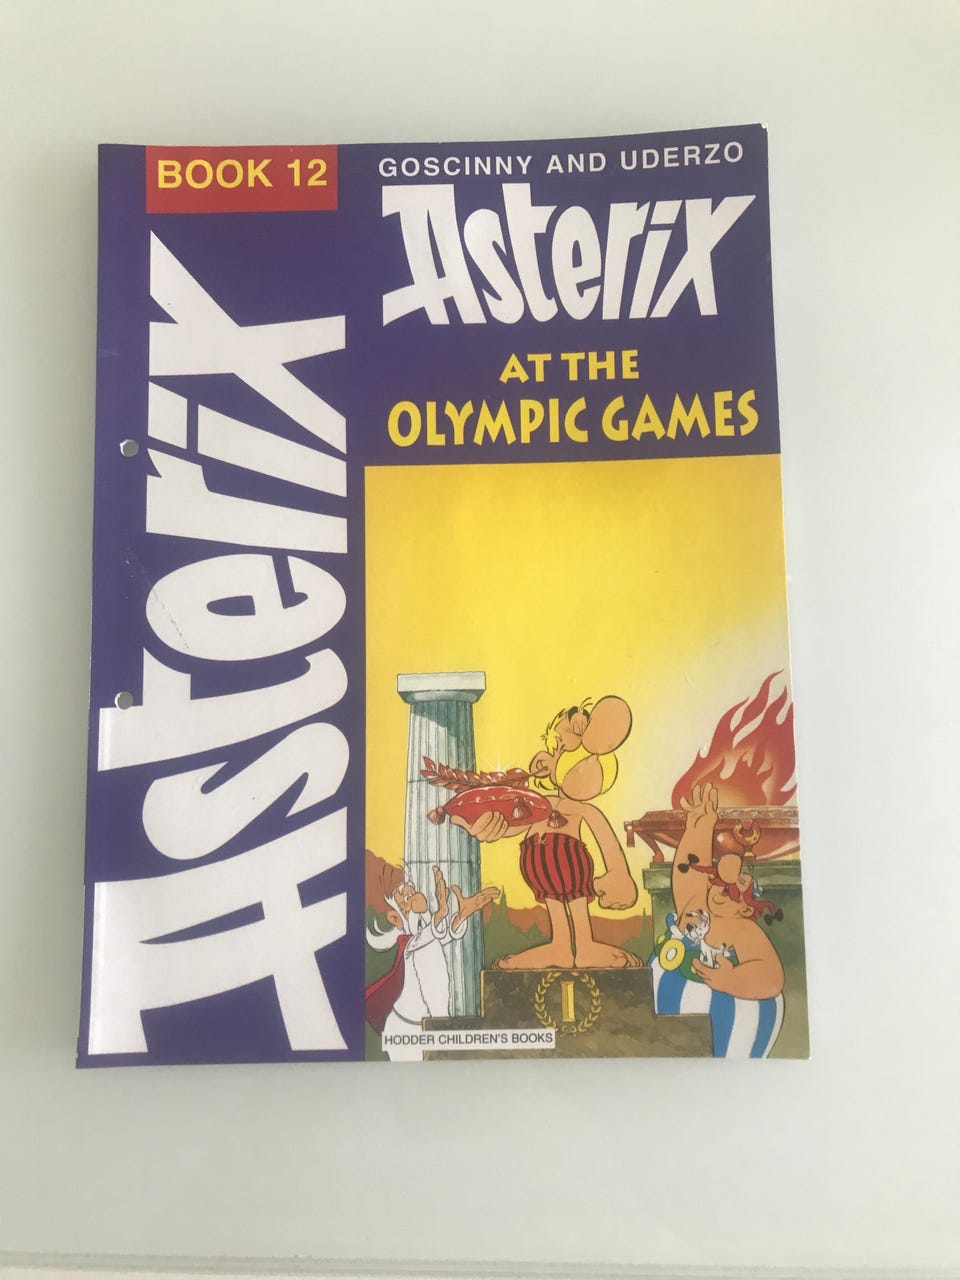 BOOK 12
Asterix
GOSCINNY AND UDERZO
Asterix
AT THE
OLYMPIC GAMES
I
HODDER CHILDREN'S BOOKS